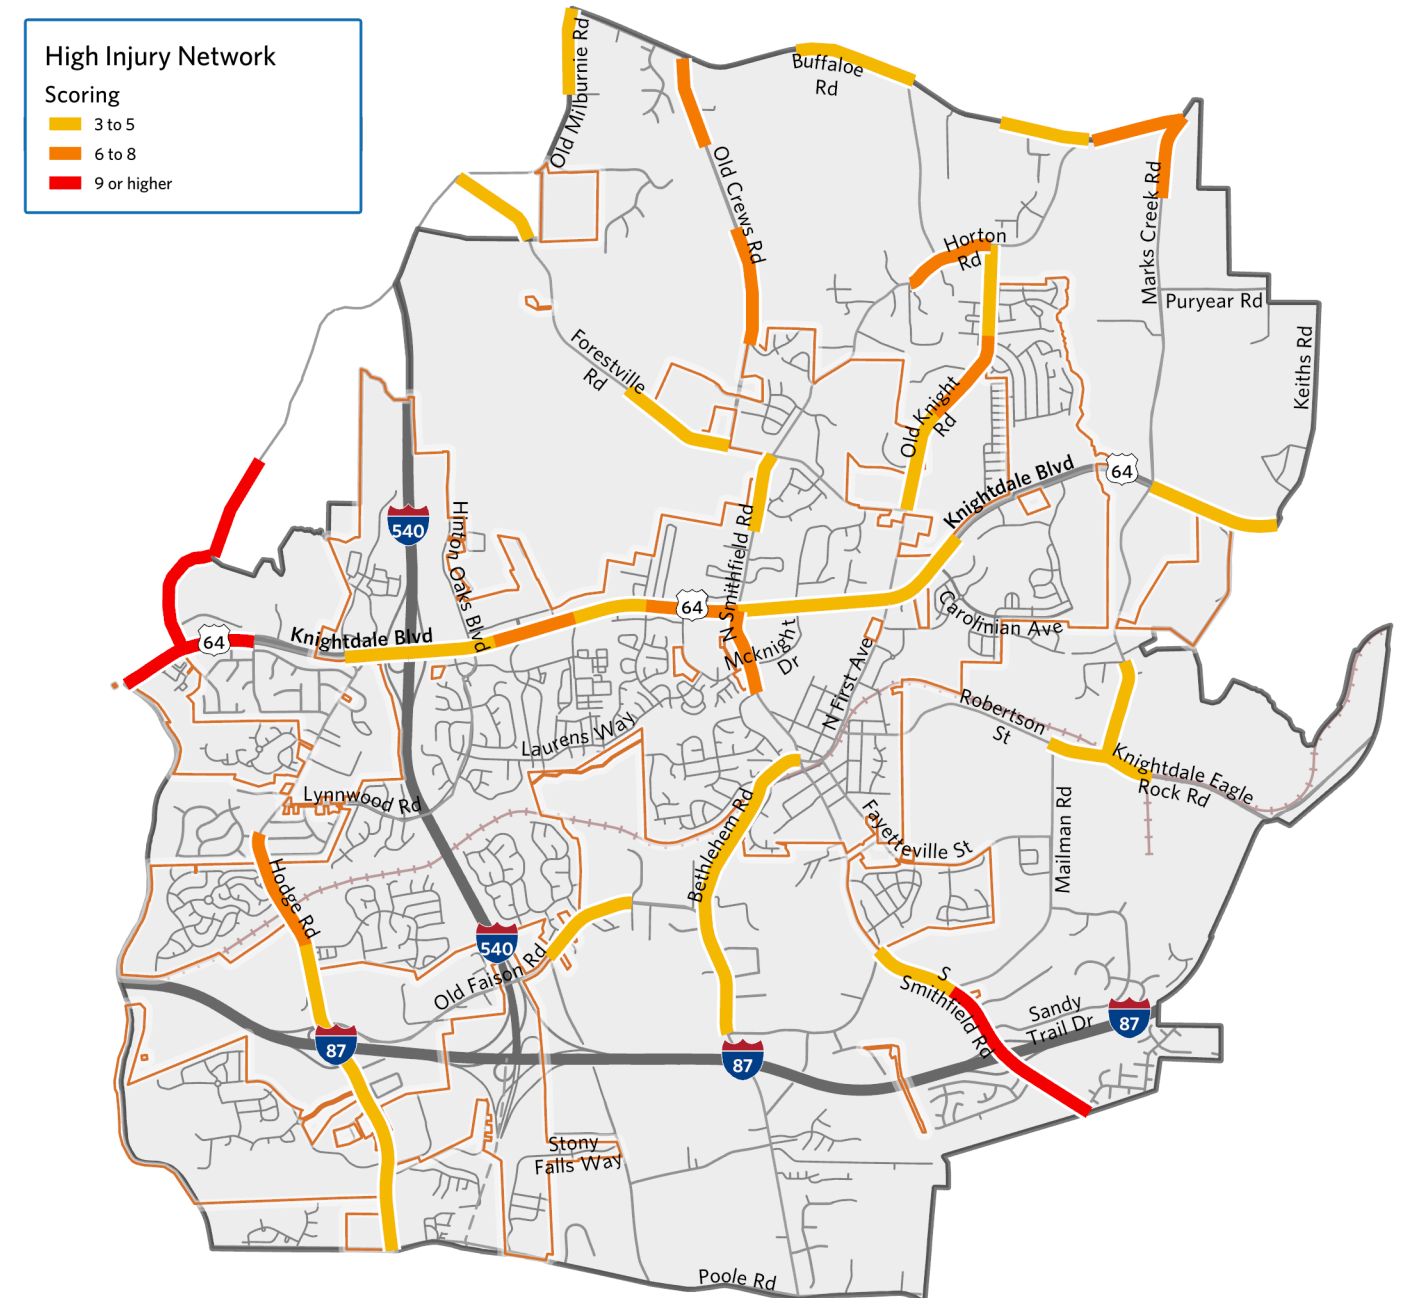 High Injury Network
Scoring
3 to 5
6 to 8
9 or higher
Old Milburnie Rd
Buffaloe
Rd
Old Crews Rd
Marks Creek Rd
Horton
Rd
Puryear Rd
Keiths Rd
Forestville
Rd
Old Knight
Rd
Knightdale Blvd
64
540
Hinton Oaks Blvd
N Smithfield Rd
64
64
Knightdale Blvd
Mcknight
Dr
Carolinian Ave
N First Ave
Robertson
St
Laurens Way
Knightdale Eagle
Rock Rd
Lynnwood Rd
Bethlehem Rd
Fayetteville St
Mailman Rd
Hodge Rd
540
Old Faison Rd
S
Smithfield Rd
Sandy
Trail Dr
87
87
87
Stony
Falls Way
Poole Rd